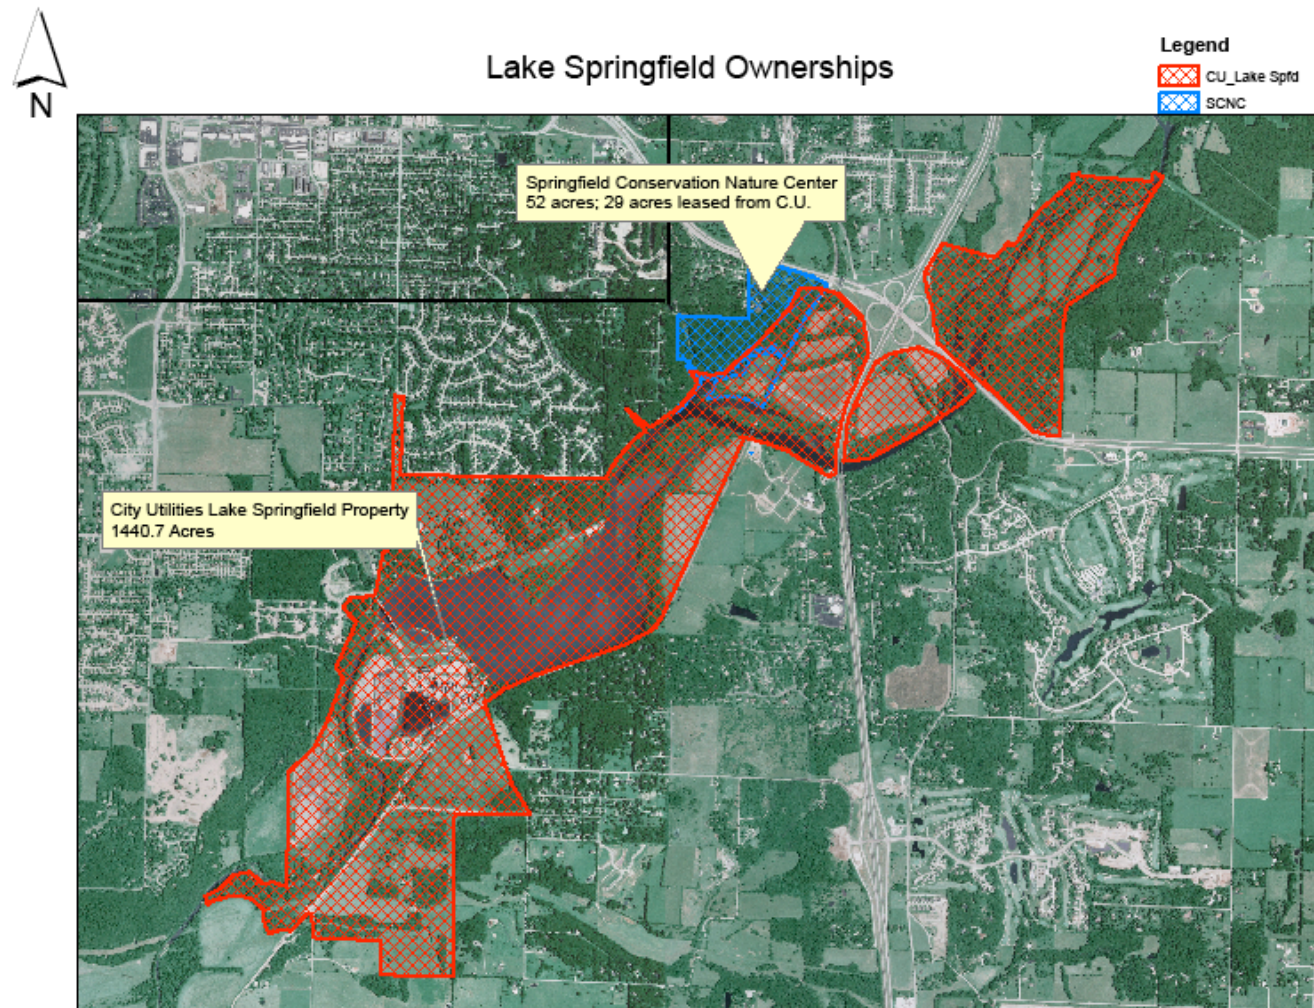 Lake Springfield Ownerships
Legend
CU_Lake Spfd
SCNC
N
Springfield Conservation Nature Center
52 acres; 29 acres leased from C.U.
City Utilities Lake Springfield Property
1440.7 Acres